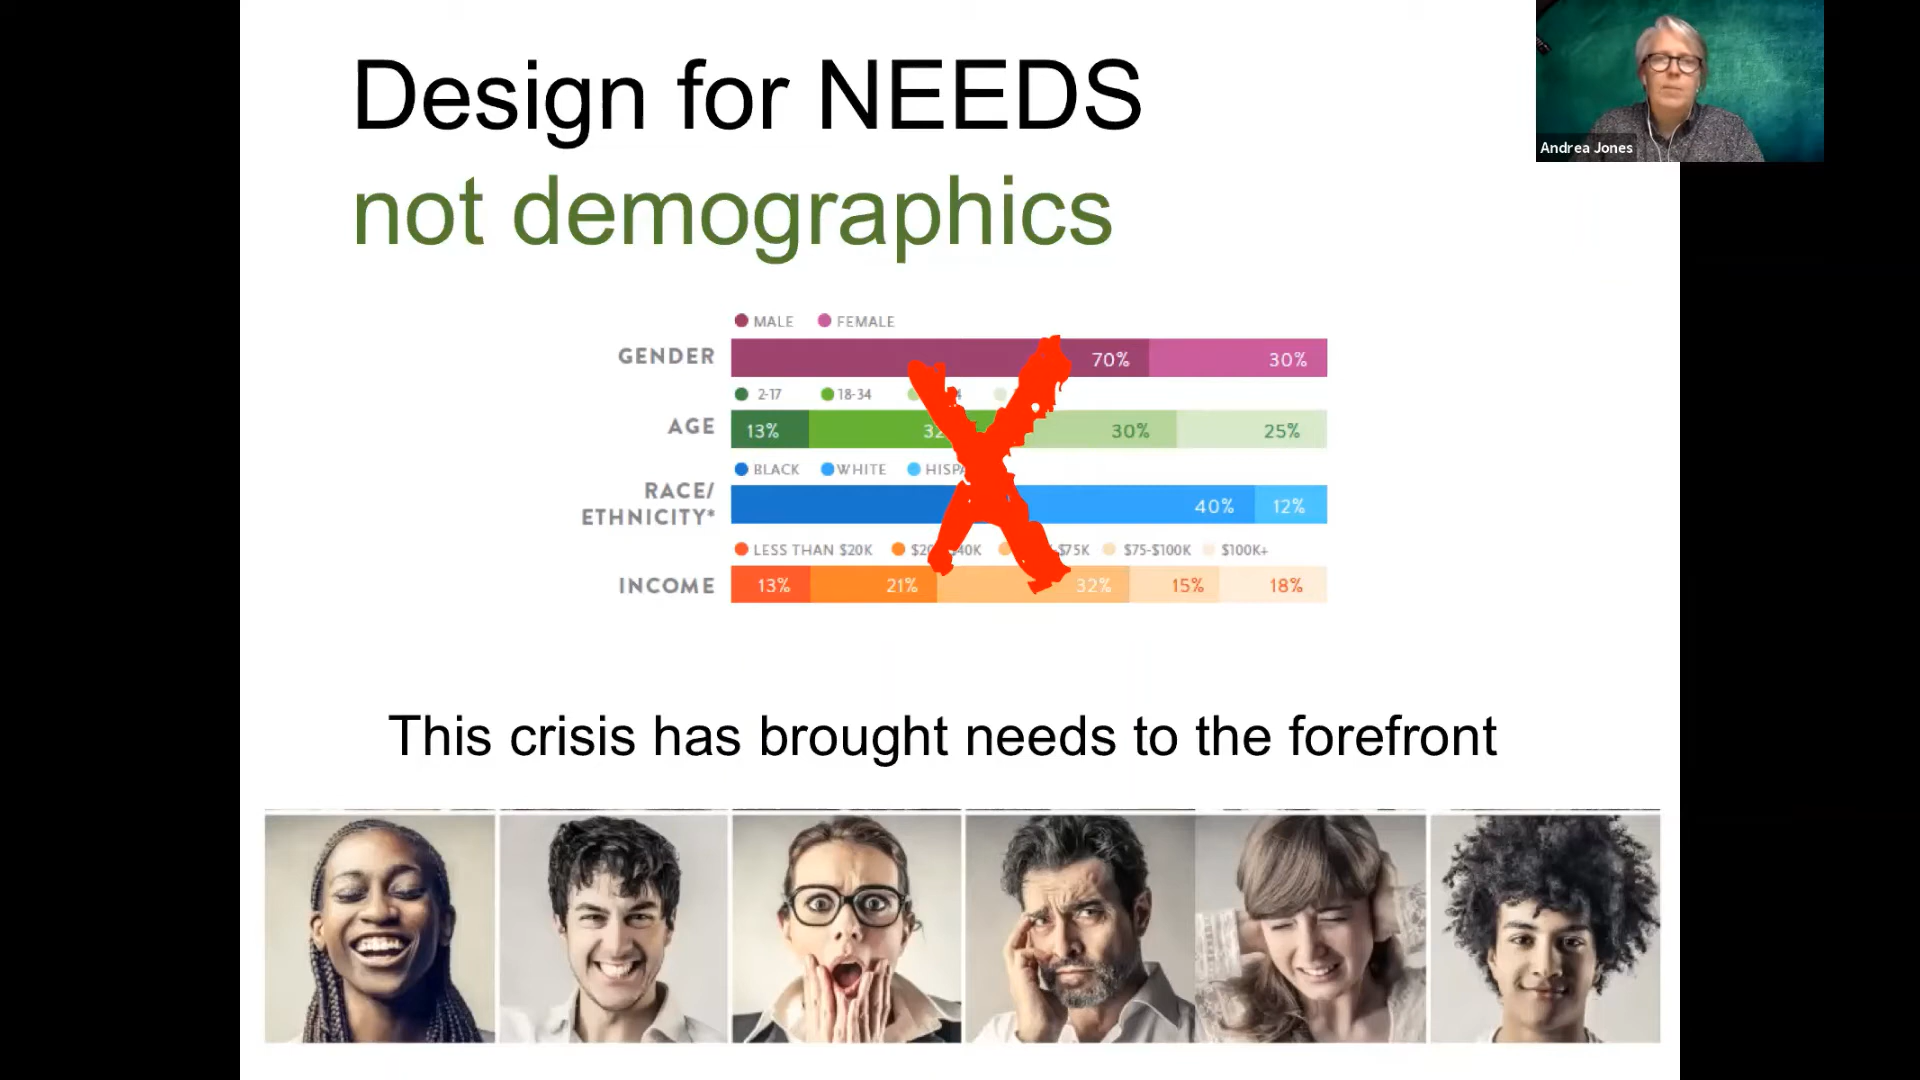 Design for NEEDS
not demographics
Andrea Jones
MALE FEMALE
GENDER 70% 30%
2-17 18-34
AGE 13% 30% 25%
BLACK WHITE
RACE/
ETHNICITY* 40% 12%
LESS THAN $20K $75-$100K $100K+
INCOME 13% 21% 32% 15% 18%
This crisis has brought needs to the forefront